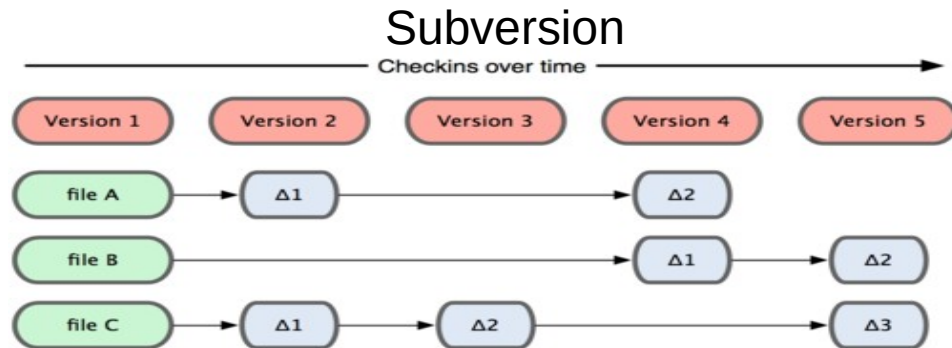 Subversion
Checkins over time
Version 1 Version 2 Version 3 Version 4 Version 5
file A Δ1 Δ2
file B Δ1 Δ2
file C Δ1 Δ2 Δ3